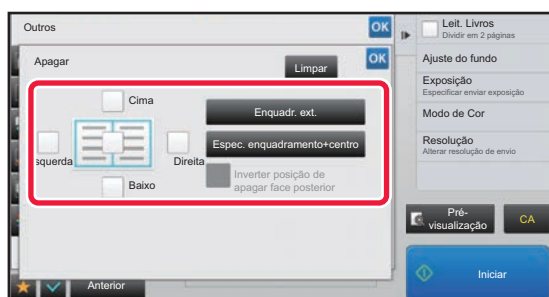 Outros
OK
Apagar
Limpar
OK
Cima
squerda
Direita
Baixo
Enquadr. ext.
Espec. enquadramento+centro
Inverter posição de
apagar face posterior
Anterior
Leit. Livros
Dividir em 2 páginas
Ajuste do fundo
Exposição
Especificar enviar exposição
Modo de Cor
Resolução
Alterar resolução de envio
Pré-
visualização
CA
Iniciar